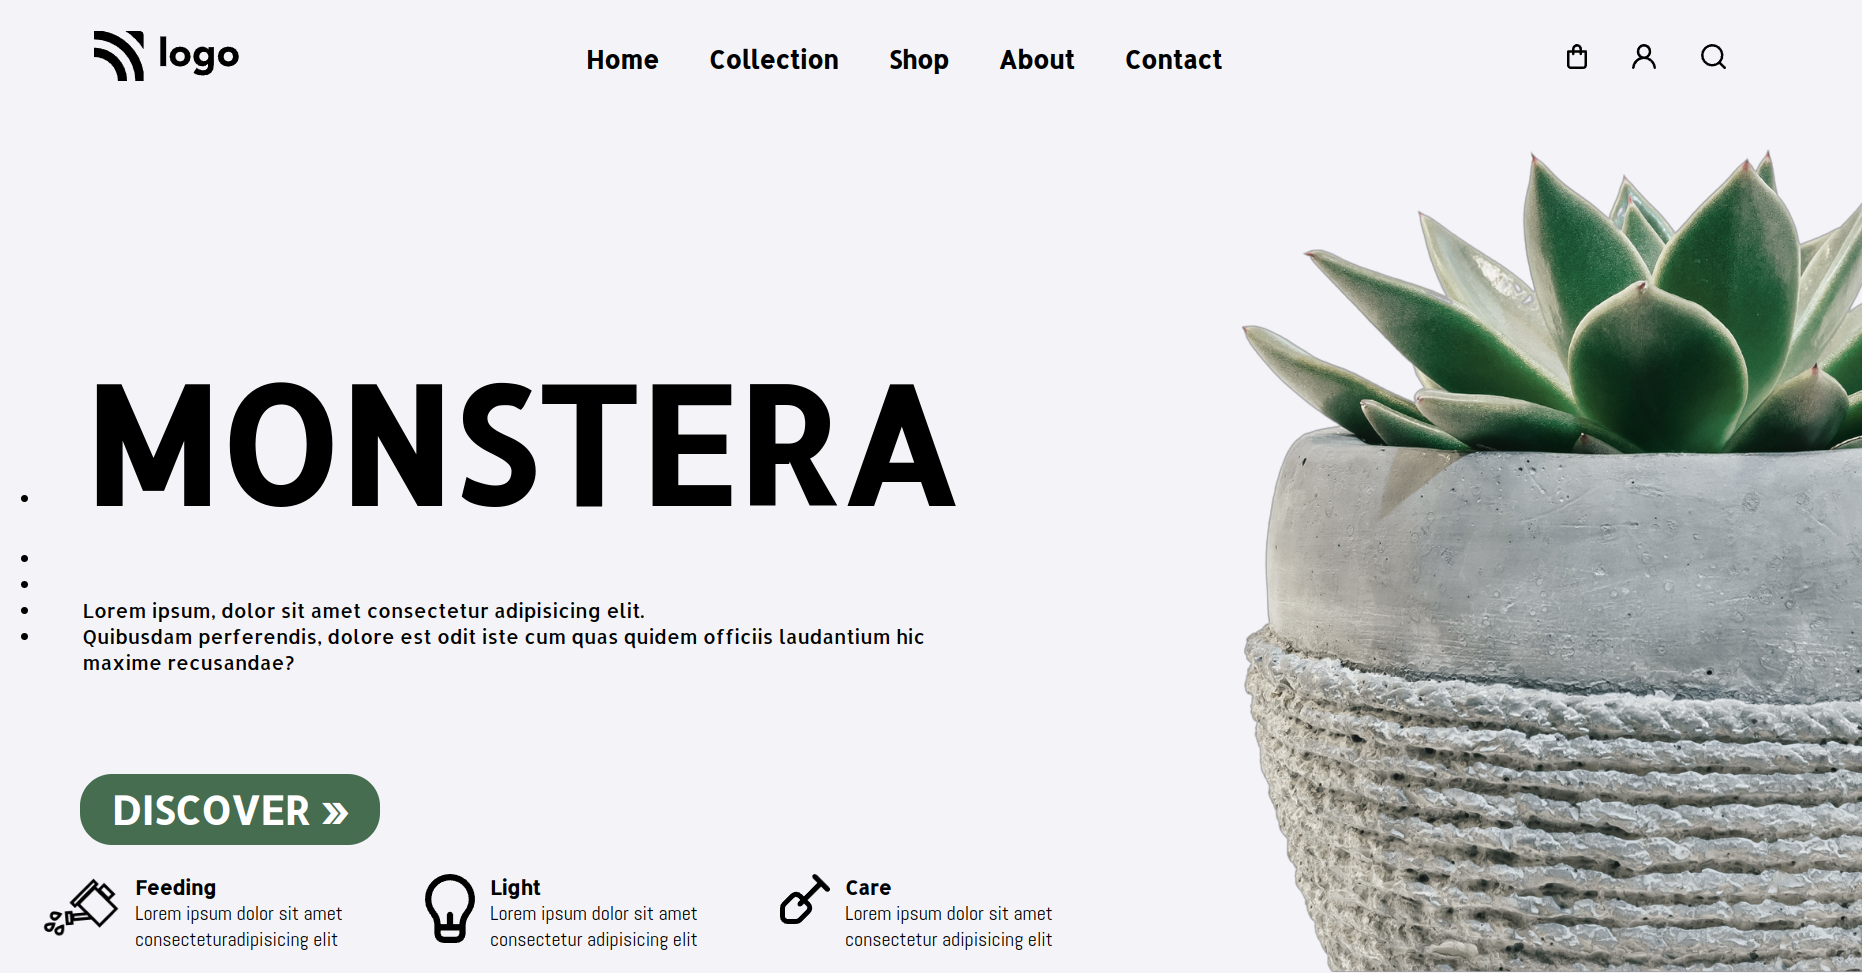 logo
Home Collection Shop About Contact
MONSTERA
Lorem ipsum, dolor sit amet consectetur adipisicing elit.
Quibusdam perferendis, dolore est odit iste cum quas quidem officiis laudantium hic
maxime recusandae?
DISCOVER »
Feeding
Lorem ipsum dolor sit amet
consecteturadipisicing elit
Light
Lorem ipsum dolor sit amet
consectetur adipisicing elit
Care
Lorem ipsum dolor sit amet
consectetur adipisicing elit